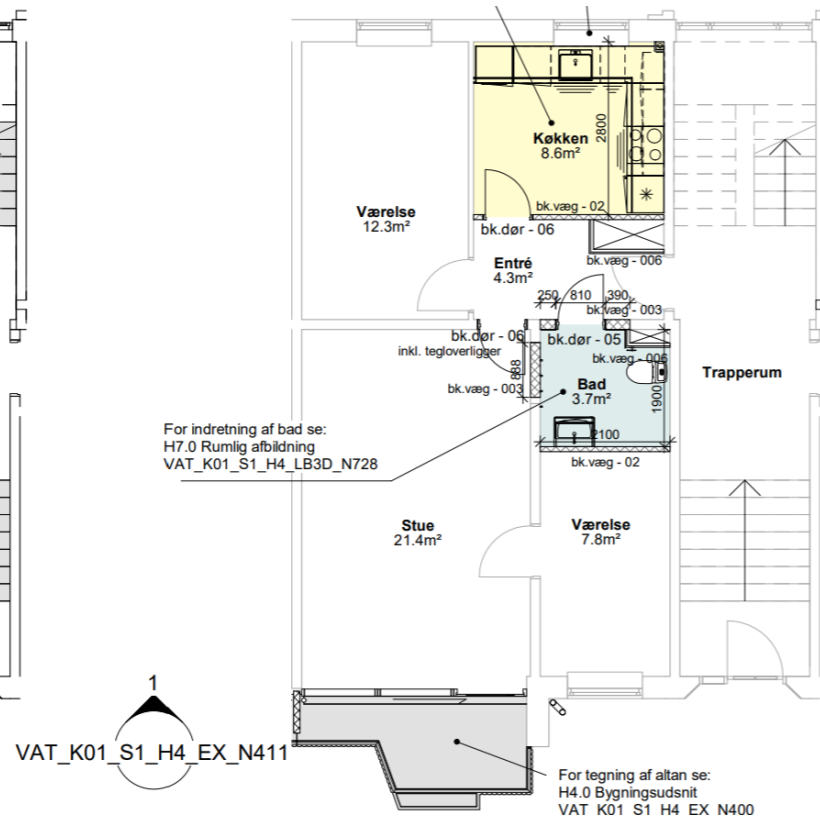 Køkken
8.6m²
2800
bk.væg - 02
bk.dør - 06
Værelse
12.3m²
Entré
4.3m²
bk.væg - 006
250 810 390
bk.væg - 003
bk.dør - 06
inkl. tegloverligger
bk.dør - 05
bk.væg - 006
888
bk.væg - 003
Bad
3.7m²
1900
2100
bk.væg - 02
Trapperum
For indretning af bad se:
H7.0 Rumlig afbildning
VAT_K01_S1_H4_LB3D_N728
Stue
21.4m²
Værelse
7.8m²
1
VAT_K01_S1_H4_EX_N411
For tegning af altan se:
H4.0 Bygningsudsnit
VAT_K01_S1_H4_EX_N400